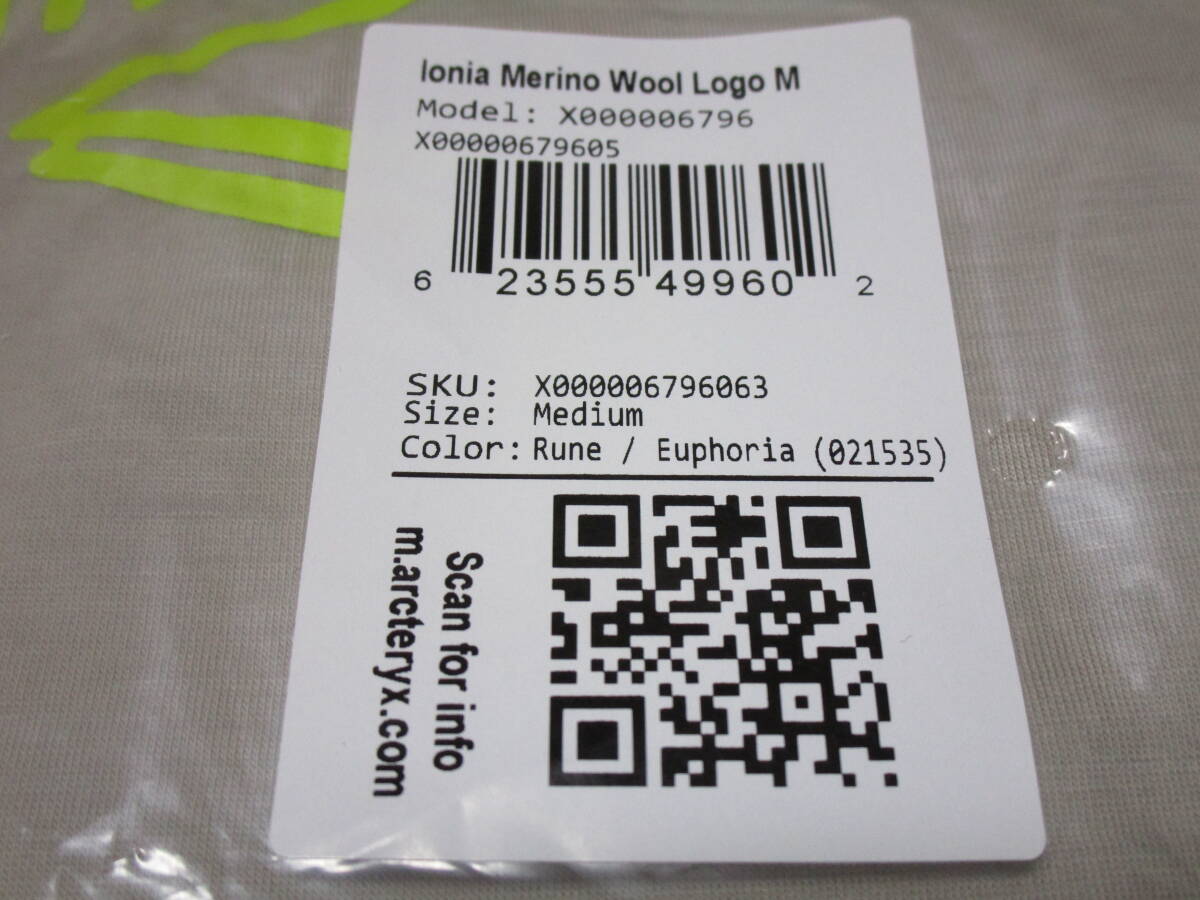 Ionia Merino Wool Logo M
Model: X000006796
X00000679605
6 23555 49960 2
SKU: X000006796063
Size: Medium
Color: Rune / Euphoria (021535)
Scan for info
m.arcteryx.com